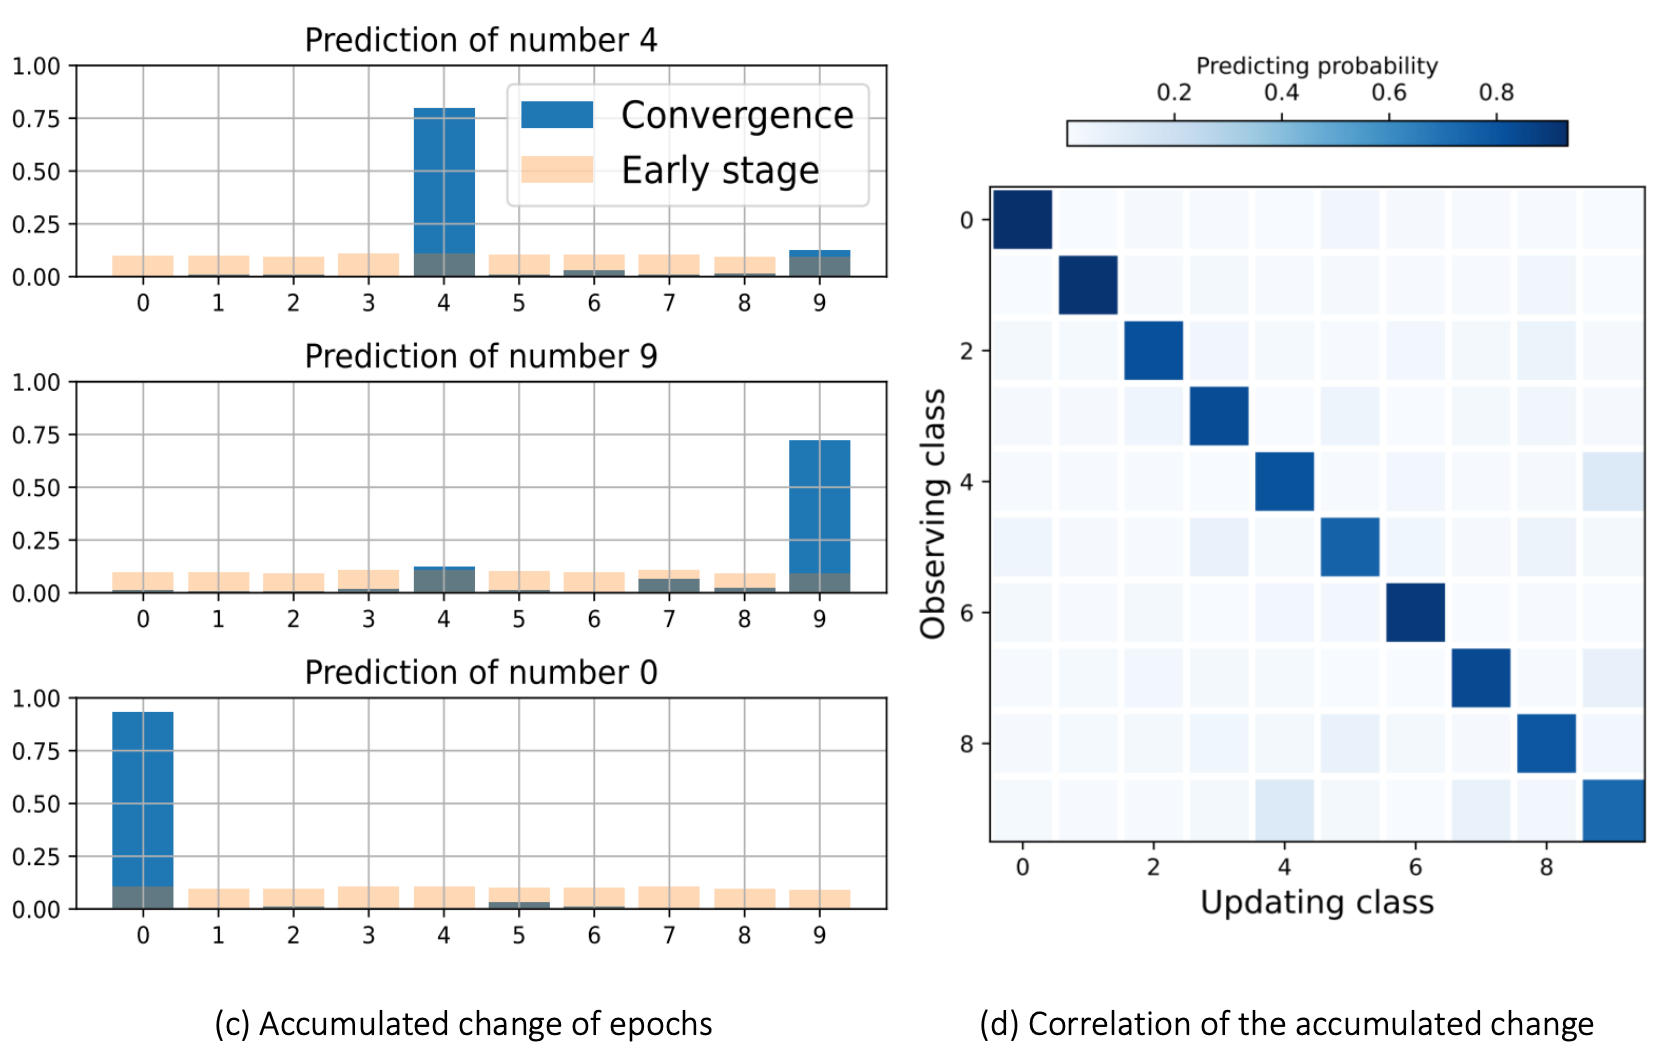 Prediction of number 4
1.00
0.75
0.50
0.25
0.00
Convergence
Early stage
0 1 2 3 4 5 6 7 8 9
Prediction of number 9
1.00
0.75
0.50
0.25
0.00
0 1 2 3 4 5 6 7 8 9
Prediction of number 0
1.00
0.75
0.50
0.25
0.00
0 1 2 3 4 5 6 7 8 9
(c) Accumulated change of epochs
Predicting probability
0.2 0.4 0.6 0.8
Observing class
0
2
4
6
8
0 2 4 6 8
Updating class
(d) Correlation of the accumulated change